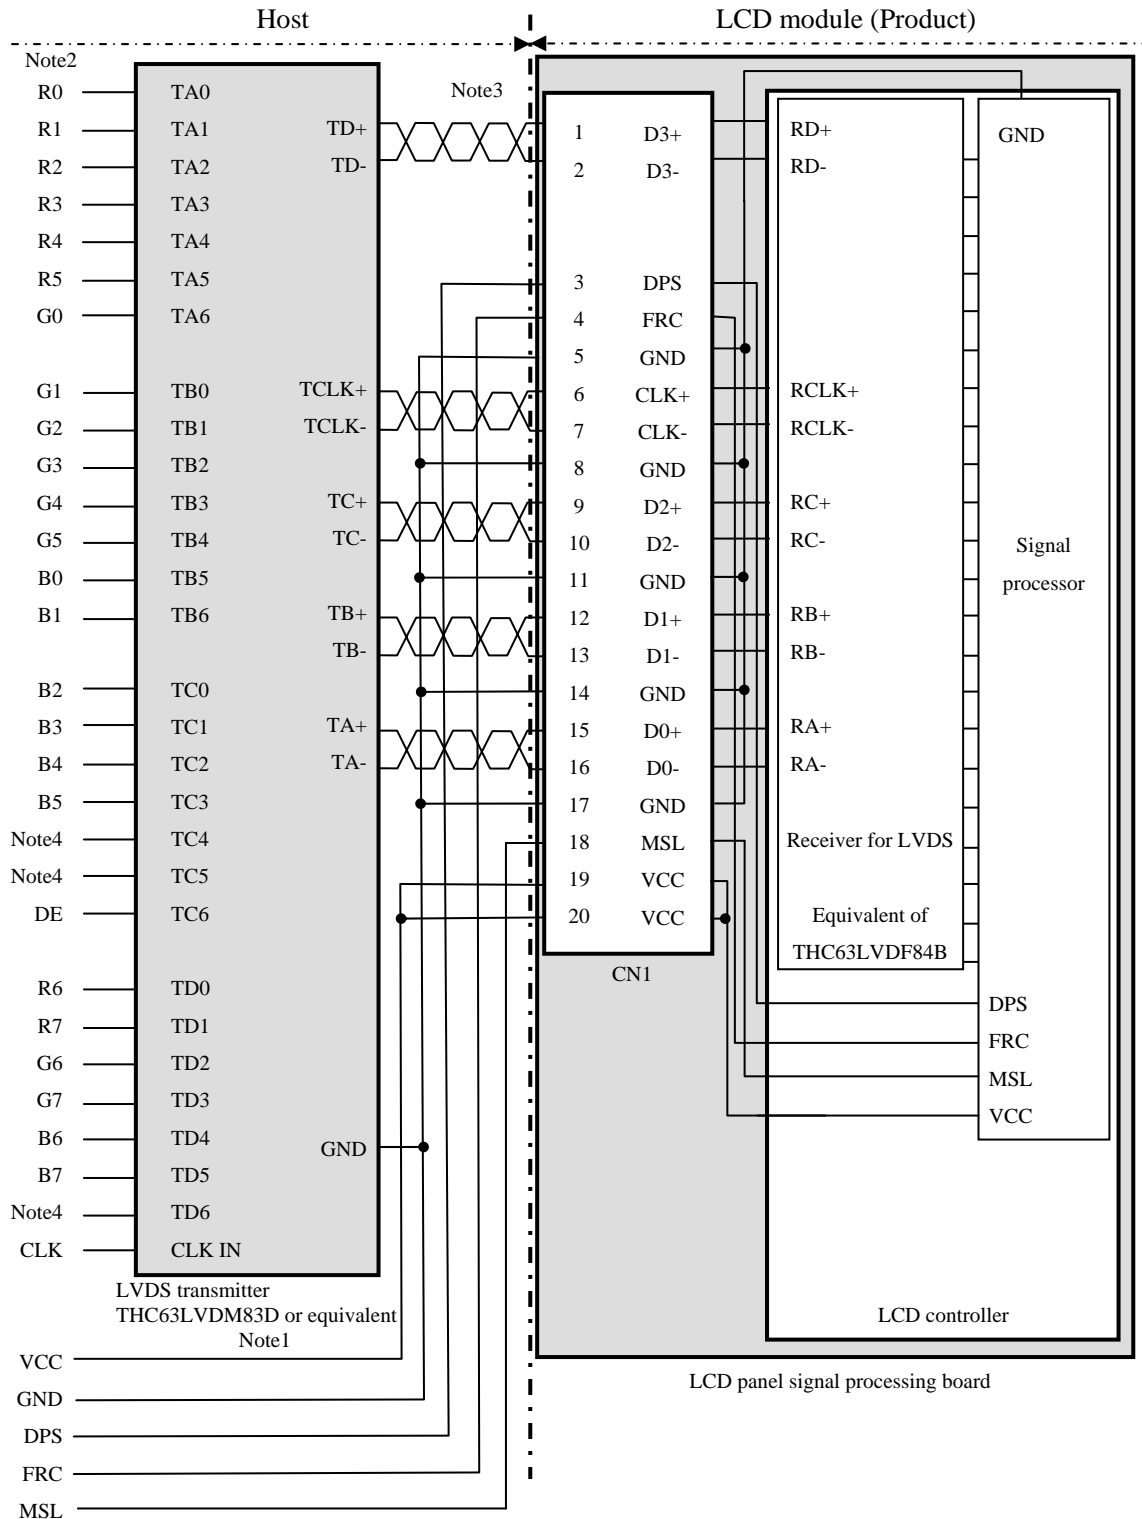 Host
LCD module (Product)
Note2
Note3
R0 TA0
R1 TA1 TD+ 1 D3+ RD+ GND
R2 TA2 TD- 2 D3- RD-
R3 TA3
R4 TA4
R5 TA5 3 DPS
G0 TA6 4 FRC
5 GND
G1 TB0 TCLK+ 6 CLK+ RCLK+
G2 TB1 TCLK- 7 CLK- RCLK-
G3 TB2 8 GND
G4 TB3 TC+ 9 D2+ RC+
G5 TB4 TC- 10 D2- RC- Signal
B0 TB5 11 GND processor
B1 TB6 TB+ 12 D1+ RB+
TB- 13 D1- RB-
B2 TC0 14 GND
B3 TC1 TA+ 15 D0+ RA+
B4 TC2 TA- 16 D0- RA-
B5 TC3 17 GND
Note4 TC4 18 MSL Receiver for LVDS
Note4 TC5 19 VCC
DE TC6 20 VCC Equivalent of
THC63LVDF84B
CN1
R6 TD0 DPS
R7 TD1 FRC
G6 TD2 MSL
G7 TD3 VCC
B6 TD4 GND
B7 TD5
Note4 TD6
CLK CLK IN
LVDS transmitter
THC63LVDM83D or equivalent
Note1
LCD controller
VCC
LCD panel signal processing board
GND
DPS
FRC
MSL